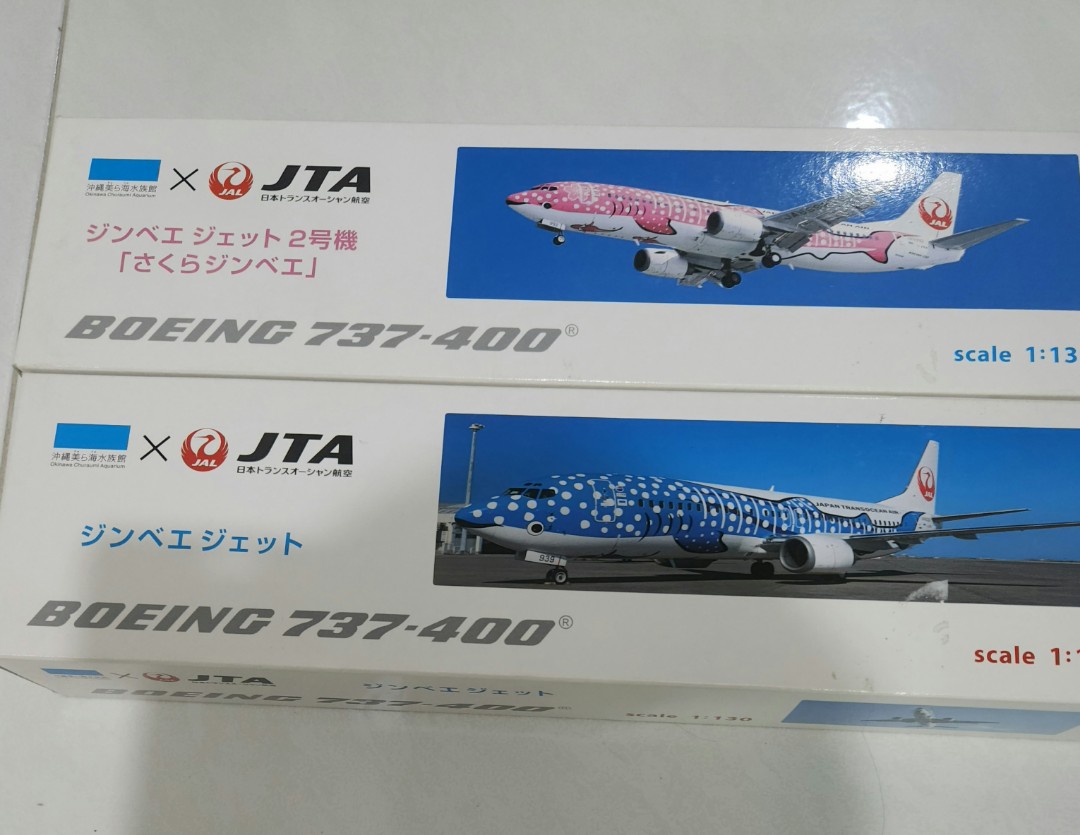 沖縄美ら海水族館
Okinawa Churaumi Aquarium
×
JAL
JTA
日本トランスオーシャン航空
ジンベエ ジェット 2号機
「さくらジンベエ」
BOEING 737-400®
scale 1:13
沖縄美ら海水族館
Okinawa Churaumi Aquarium
×
JAL
JTA
日本トランスオーシャン航空
ジンベエ ジェット
BOEING 737-400®
JAPAN TRANSOCEAN AIR
939
scale 1:1
× JTA
ジンベエ ジェット
BOEING 737-400®
scale 1:130